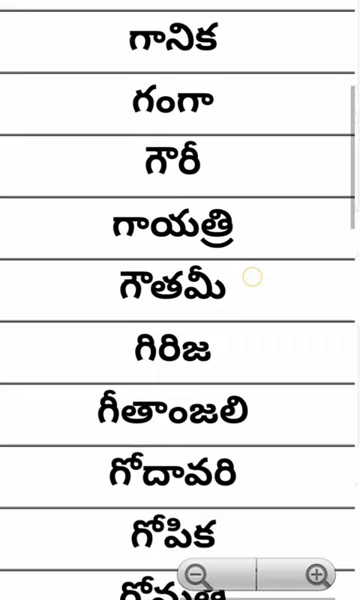 గానిక
గంగా
గౌరీ
గాయత్రి
గౌతమీ
గిరిజ
గీతాంజలి
గోదావరి
గోపిక